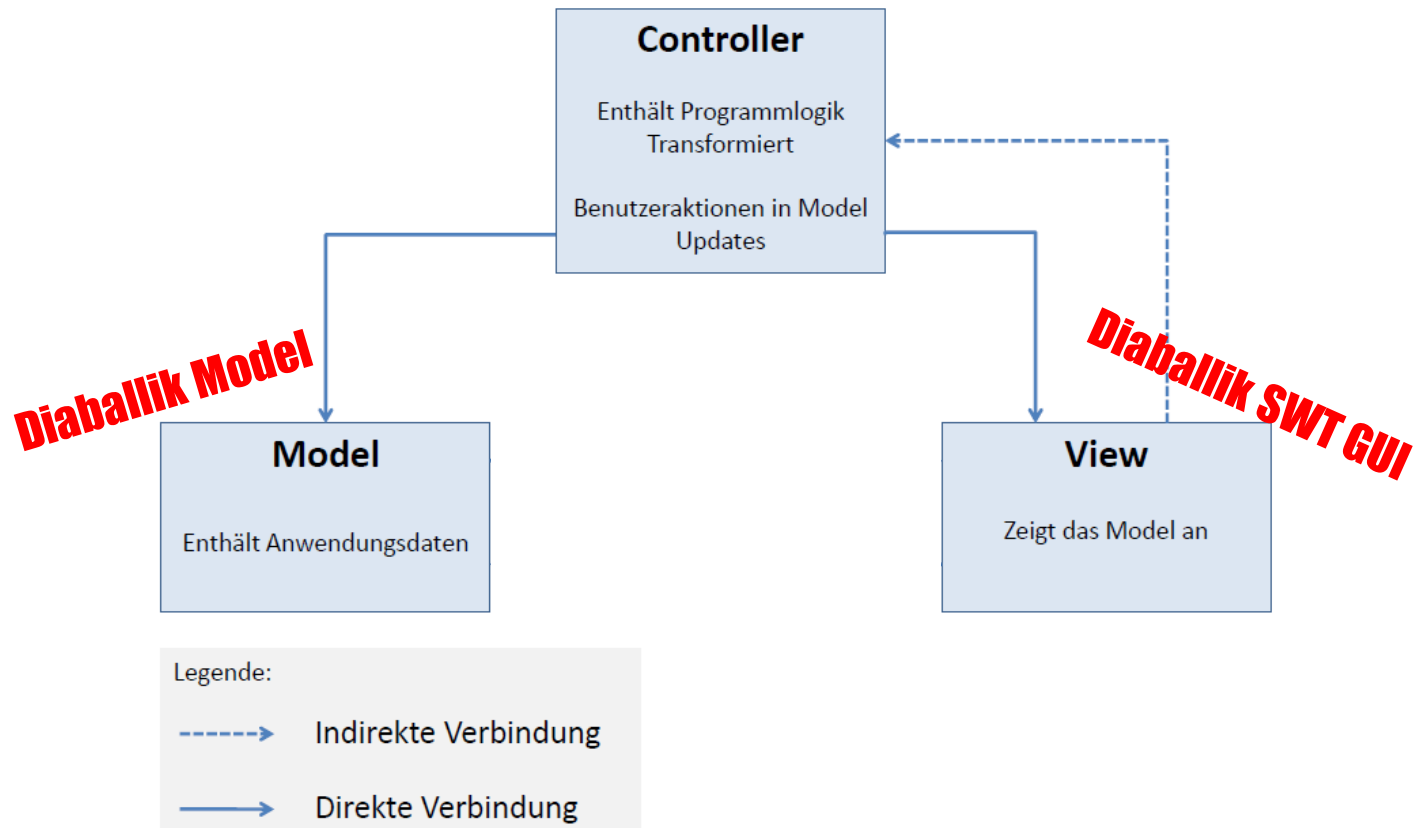 Controller
Enthält Programmlogik
Transformiert
Benutzeraktionen in Model
Updates
Diaballik Model
Diaballik SWT GUI
Model
Enthält Anwendungsdaten
View
Zeigt das Model an
Legende:
Indirekte Verbindung
Direkte Verbindung